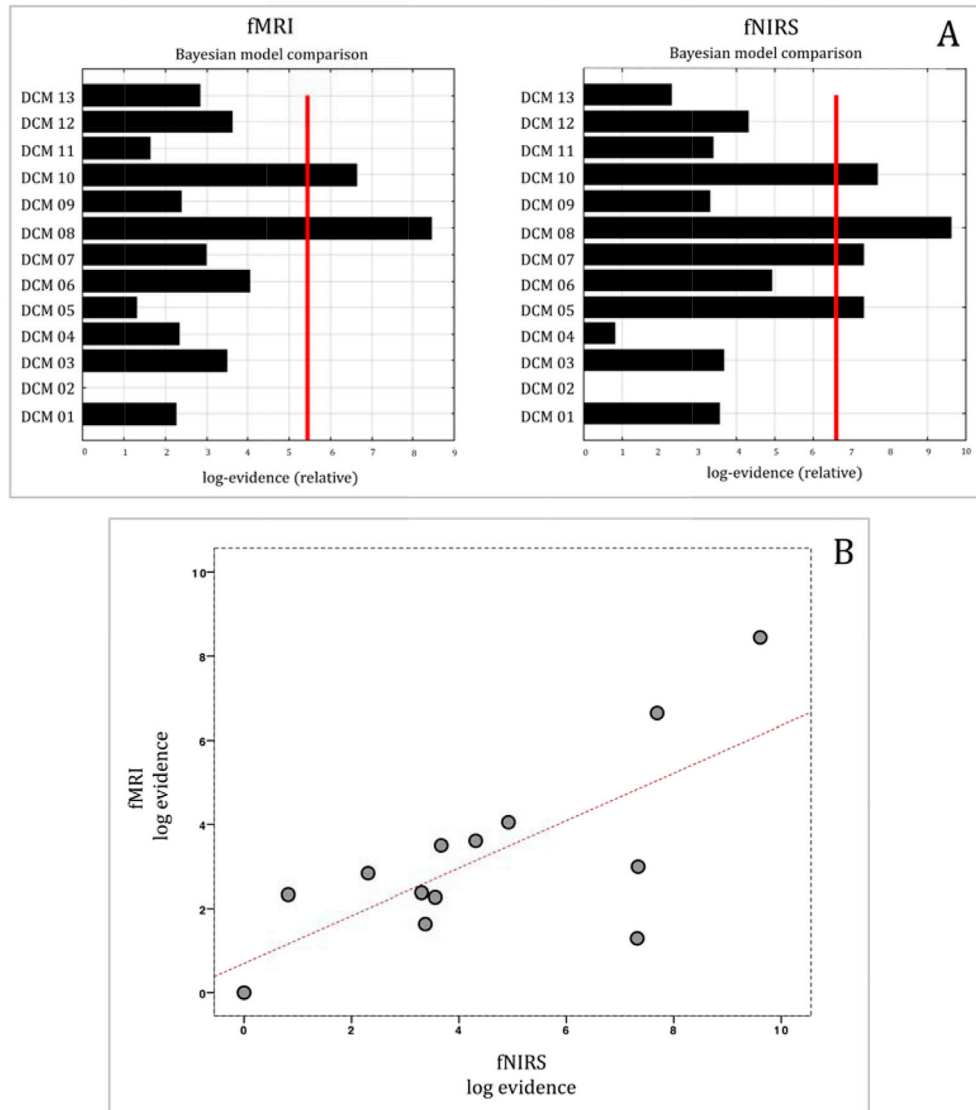 fMRI
Bayesian model comparison
DCM 13
DCM 12
DCM 11
DCM 10
DCM 09
DCM 08
DCM 07
DCM 06
DCM 05
DCM 04
DCM 03
DCM 02
DCM 01
0 1 2 3 4 5 6 7 8 9
log-evidence (relative)
fNIRS
A
Bayesian model comparison
DCM 13
DCM 12
DCM 11
DCM 10
DCM 09
DCM 08
DCM 07
DCM 06
DCM 05
DCM 04
DCM 03
DCM 02
DCM 01
0 1 2 3 4 5 6 7 8 9 10
log-evidence (relative)
B
fMRI
log evidence
10
8
6
4
2
0
0 2 4 6 8 10
fNIRS
log evidence